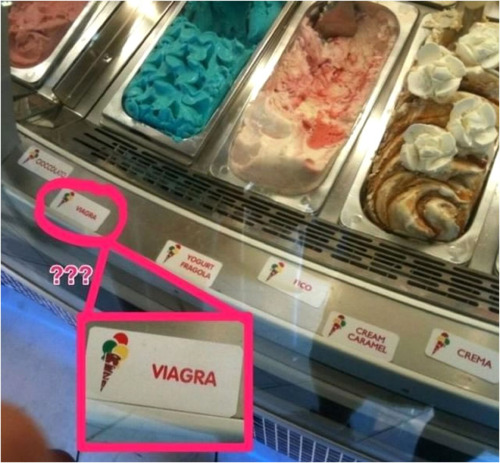 CIOCCOLATO
VIAGRA
???
YOGURT
FRAGOLA
FICO
CREAM
CARAMEL
CREMA
VIAGRA